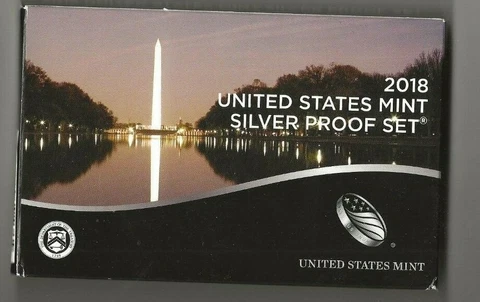 2018
UNITED STATES MINT
SILVER PROOF SET®
®
UNITED STATES MINT